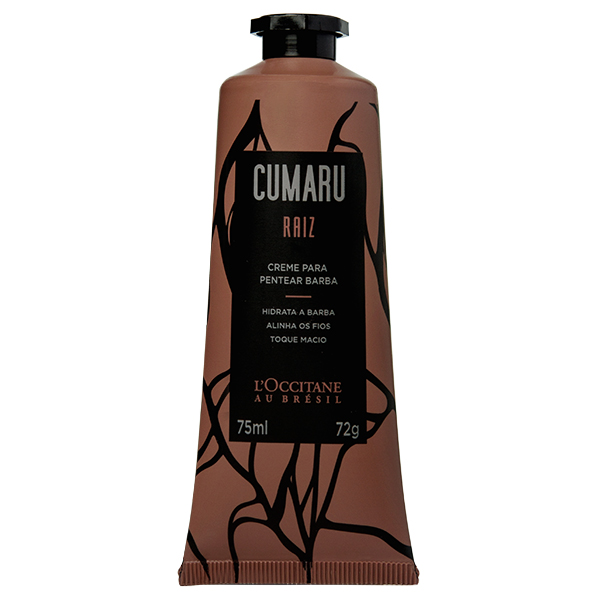 CUMARU
RAIZ
CREME PARA
PENTEAR BARBA
HIDRATA A BARBA
ALINHA OS FIOS
TOQUE MACIO
L'OCCITANE
AU BRÉSIL
75ml 72g